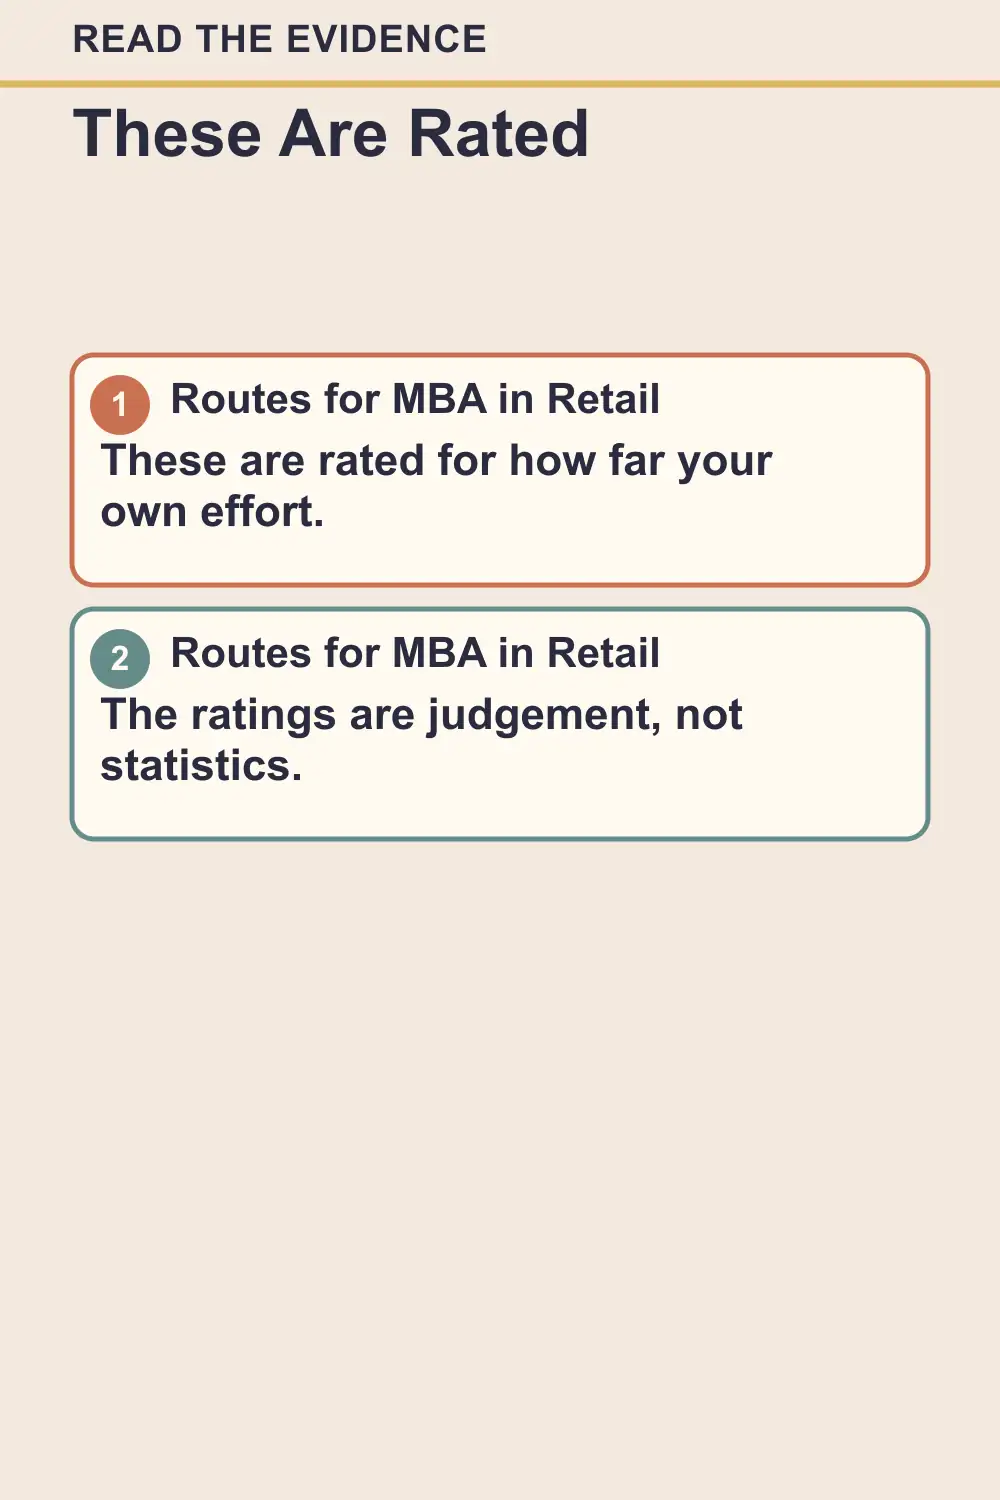 READ THE EVIDENCE
These Are Rated
1 Routes for MBA in Retail
These are rated for how far your
own effort.
2 Routes for MBA in Retail
The ratings are judgement, not
statistics.